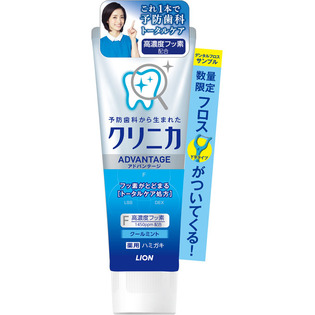 これ1本で
予防歯科
トータルケア
高濃度フッ素
配合
デンタルフロス
サンプル
数量
限定
フロス
Y字タイプ
がついてくる!
予防歯科から生まれた
クリニカ
ADVANTAGE
アドバンテージ
フッ素がとどまる
[トータルケア処方]
F
高濃度フッ素
1450ppm配合
クールミント
薬用 ハミガキ
LION